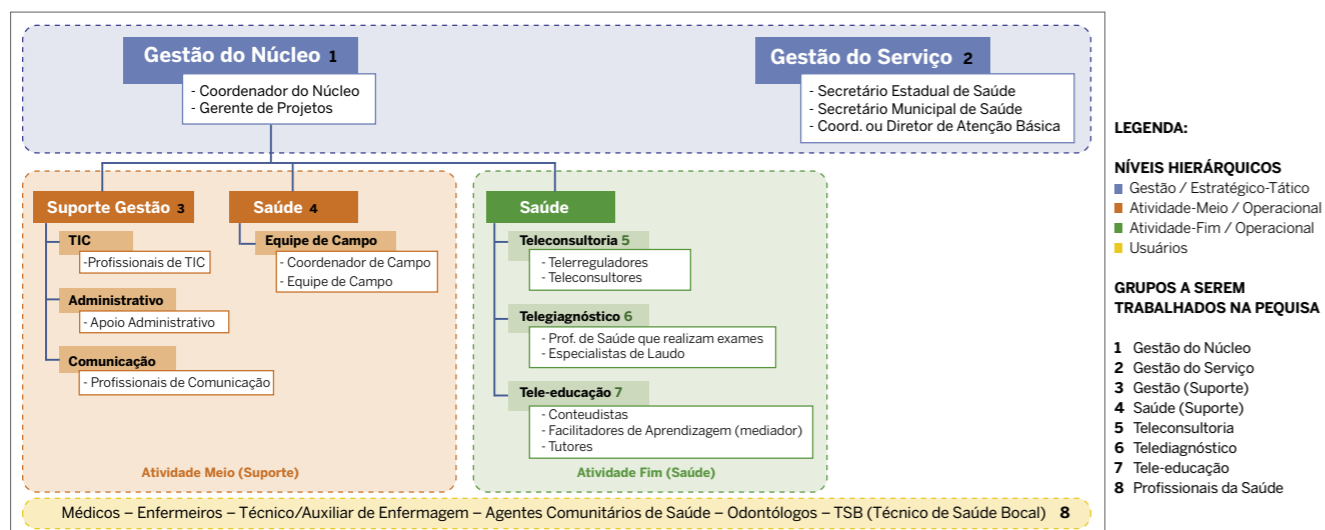 Gestão do Núcleo 1
- Coordenador do Núcleo
- Gerente de Projetos
Gestão do Serviço 2
- Secretário Estadual de Saúde
- Secretário Municipal de Saúde
- Coord. ou Diretor de Atenção Básica
Suporte Gestão 3
TIC
-Profissionais de TIC
Administrativo
- Apoio Administrativo
Comunicação
- Profissionais de Comunicação
Saúde 4
Equipe de Campo
- Coordenador de Campo
- Equipe de Campo
Atividade Meio (Suporte)
Saúde
Teleconsultoria 5
- Telerreguladores
- Teleconsultores
Telegiagnóstico 6
- Prof. de Saúde que realizam exames
- Especialistas de Laudo
Tele-educação 7
- Conteudistas
- Facilitadores de Aprendizagem (mediador)
- Tutores
Atividade Fim (Saúde)
Médicos – Enfermeiros – Técnico/Auxiliar de Enfermagem – Agentes Comunitários de Saúde – Odontólogos – TSB (Técnico de Saúde Bocal) 8
LEGENDA:
NÍVEIS HIERÁRQUICOS
Gestão / Estratégico-Tático
Atividade-Meio / Operacional
Atividade-Fim / Operacional
Usuários
GRUPOS A SEREM
TRABALHADOS NA PEQUISA
1 Gestão do Núcleo
2 Gestão do Serviço
3 Gestão (Suporte)
4 Saúde (Suporte)
5 Teleconsultoria
6 Telediagnóstico
7 Tele-educação
8 Profissionais da Saúde